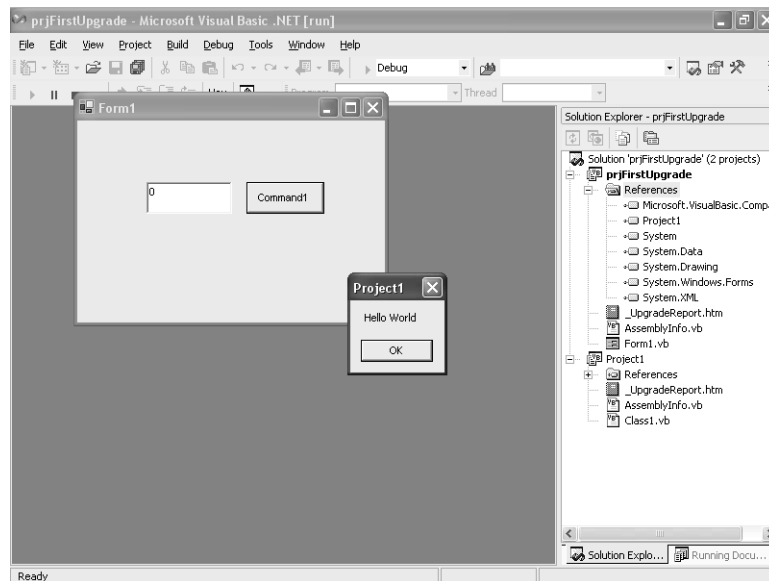 prjFirstUpgrade - Microsoft Visual Basic .NET [run]
File Edit View Project Build Debug Tools Window Help
Debug
Thread
Form1
0
Command1
Project1
Hello World
OK
Solution Explorer - prjFirstUpgrade
Solution 'prjFirstUpgrade' (2 projects)
prjFirstUpgrade
References
Microsoft.VisualBasic.Compa
Project1
System
System.Data
System.Drawing
System.Windows.Forms
System.XML
_UpgradeReport.htm
AssemblyInfo.vb
Form1.vb
Project1
References
_UpgradeReport.htm
AssemblyInfo.vb
Class1.vb
Solution Explo... Running Docu...
Ready